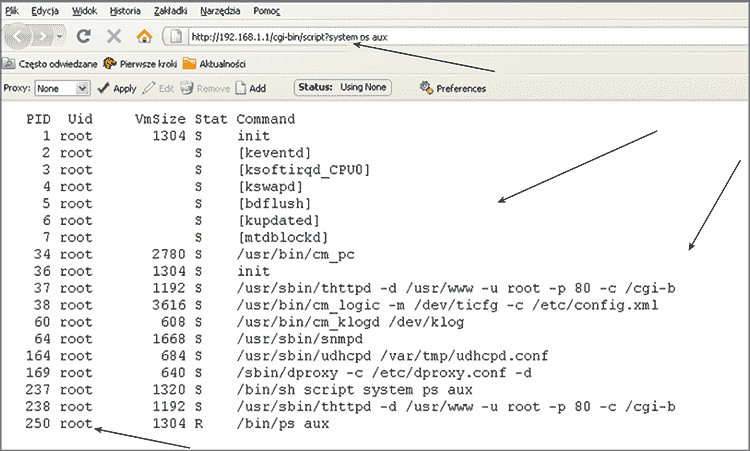 Plik Edycja Widok Historia Zakładki Narzędzia Pomoc
http://192.168.1.1/cgi-bin/script?system ps aux
Często odwiedzane Pierwsze kroki Aktualności
Proxy: None Apply Edit Remove Add Status: Using None Preferences
PID Uid VmSize Stat Command
1 root 1304 S init
2 root S [keventd]
3 root S [ksoftirqd_CPU0]
4 root S [kswapd]
5 root S [bdflush]
6 root S [kupdated]
7 root S [mtdblockd]
34 root 2780 S /usr/bin/cm_pc
36 root 1304 S init
37 root 1192 S /usr/sbin/thttpd -d /usr/www -u root -p 80 -c /cgi-b
38 root 3616 S /usr/bin/cm_logic -m /dev/ticfg -c /etc/config.xml
60 root 608 S /usr/bin/cm_klogd /dev/klog
64 root 1668 S /usr/sbin/snmpd
164 root 684 S /usr/bin/udhcpd /var/tmp/udhcpd.conf
169 root 640 S /sbin/dproxy -c /etc/dproxy.conf -d
237 root 1320 S /bin/sh script system ps aux
238 root 1192 S /usr/sbin/thttpd -d /usr/www -u root -p 80 -c /cgi-b
250 root 1304 R /bin/ps aux